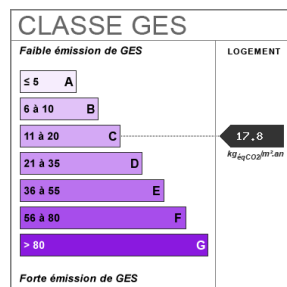 CLASSE GES
Faible émission de GES
LOGEMENT
≤ 5 A
6 à 10 B
11 à 20 C
17.8
kgéqCO2/m².an
21 à 35 D
36 à 55 E
56 à 80 F
> 80 G
Forte émission de GES